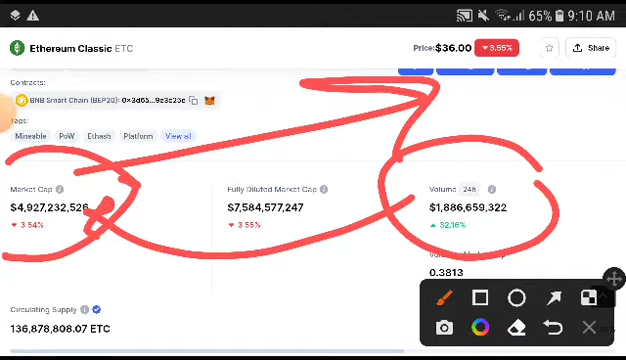 65% 9:10 AM
Ethereum Classic ETC Price: $36.00 ▼ 3.55% Share
Contracts:
BNB Smart Chain (BEP20): 0x3d65...9e3c25e
Tags:
Mineable PoW Ethash Platform View all
Market Cap Fully Diluted Market Cap Volume 24h
$4,927,232,526 $7,584,577,247 $1,886,659,322
▼ 3.54% ▼ 3.55% ▲ 32.16%
0.3813
Circulating Supply
136,878,808.07 ETC